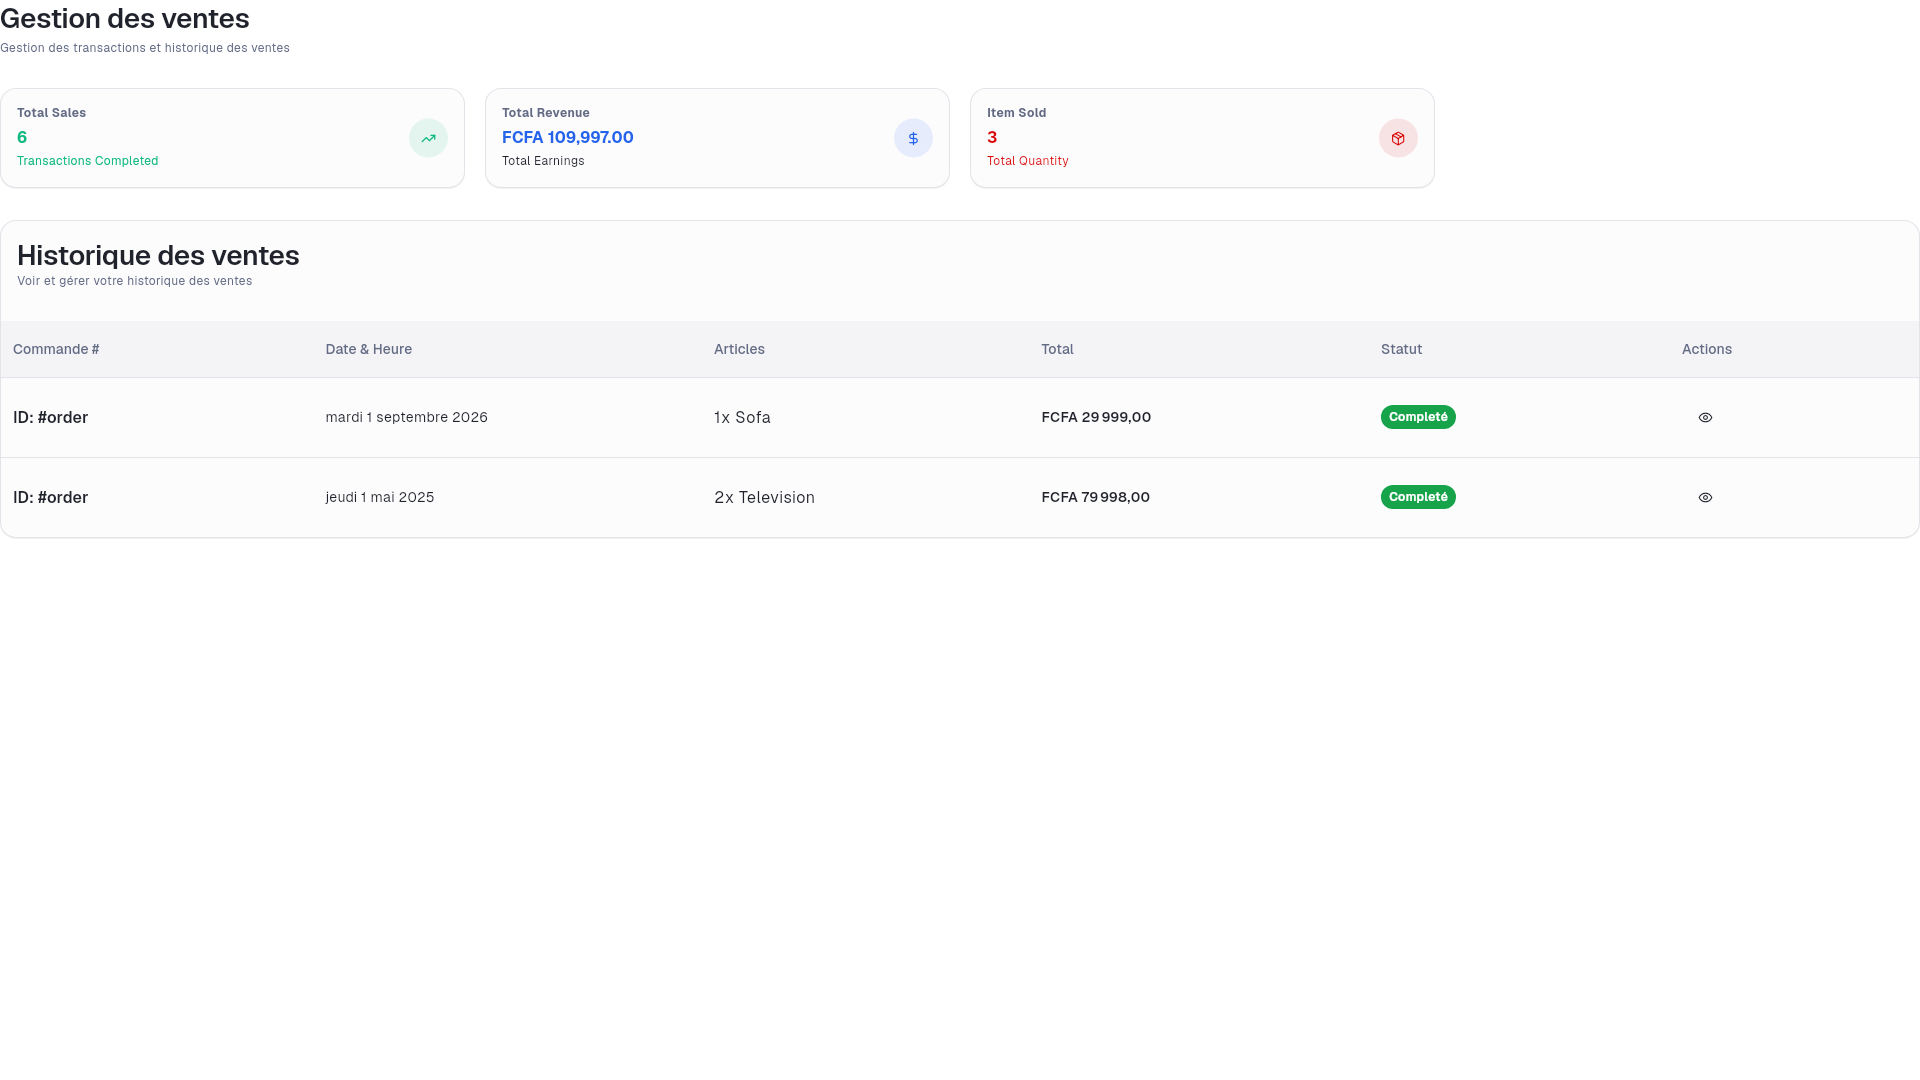 Gestion des ventes
Gestion des transactions et historique des ventes
Total Sales
6
Transactions Completed
Total Revenue
FCFA 109,997.00
Total Earnings
Item Sold
3
Total Quantity
Historique des ventes
Voir et gérer votre historique des ventes
Commande # Date & Heure Articles Total Statut Actions
ID: #order mardi 1 septembre 2026 1x Sofa FCFA 29 999,00 Completé
ID: #order jeudi 1 mai 2025 2x Television FCFA 79 998,00 Completé